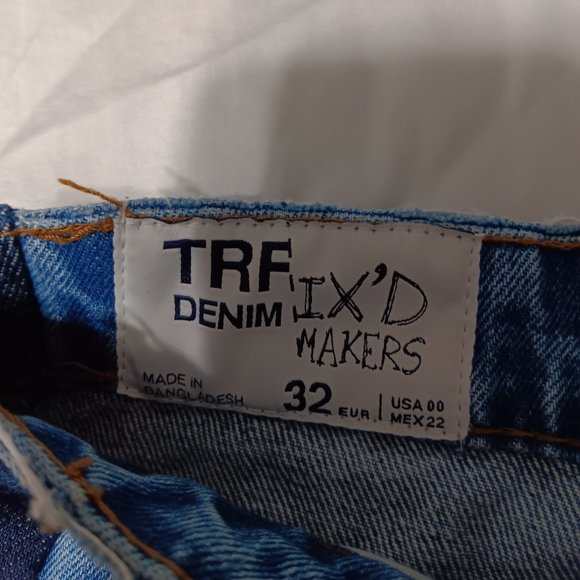 TRF,IX'D
DENIM MAKERS
MADE IN
BANGLADESH
32 EUR | USA 00
MEX 22